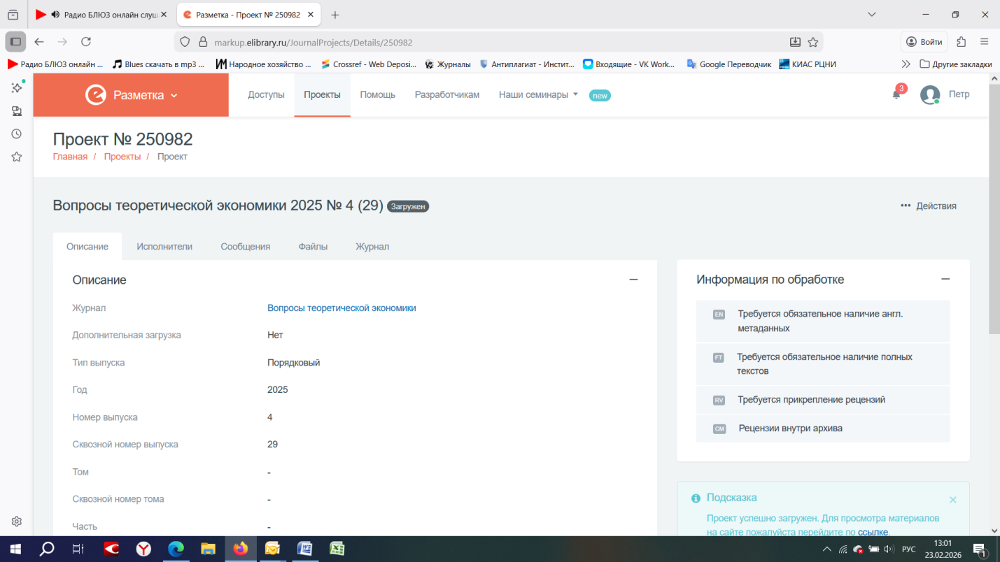 Радио БЛЮЗ онлайн слуш
Разметка - Проект № 250982
markup.elibrary.ru/JournalProjects/Details/250982
Войти
Радио БЛЮЗ онлайн ...
Blues скачать в mp3 ...
Народное хозяйство ...
Crossref - Web Deposi...
Журналы
Антиплагиат - Инстит...
Входящие - VK Work...
Google Переводчик
КИАС РЦНИ
Другие закладки
Разметка
Доступы
Проекты
Помощь
Разработчикам
Наши семинары
new
3
Петр
Проект № 250982
Главная / Проекты / Проект
Вопросы теоретической экономики 2025 № 4 (29) Загружен
Действия
Описание
Исполнители
Сообщения
Файлы
Журнал
Описание
Журнал Вопросы теоретической экономики
Дополнительная загрузка Нет
Тип выпуска Порядковый
Год 2025
Номер выпуска 4
Сквозной номер выпуска 29
Том -
Сквозной номер тома -
Часть -
Информация по обработке
EN Требуется обязательное наличие англ.
метаданных
FT Требуется обязательное наличие полных
текстов
RV Требуется прикрепление рецензий
CM Рецензии внутри архива
Подсказка
Проект успешно загружен. Для просмотра материалов
на сайте пожалуйста перейдите по ссылке.
РУС
13:01
23.02.2026
1